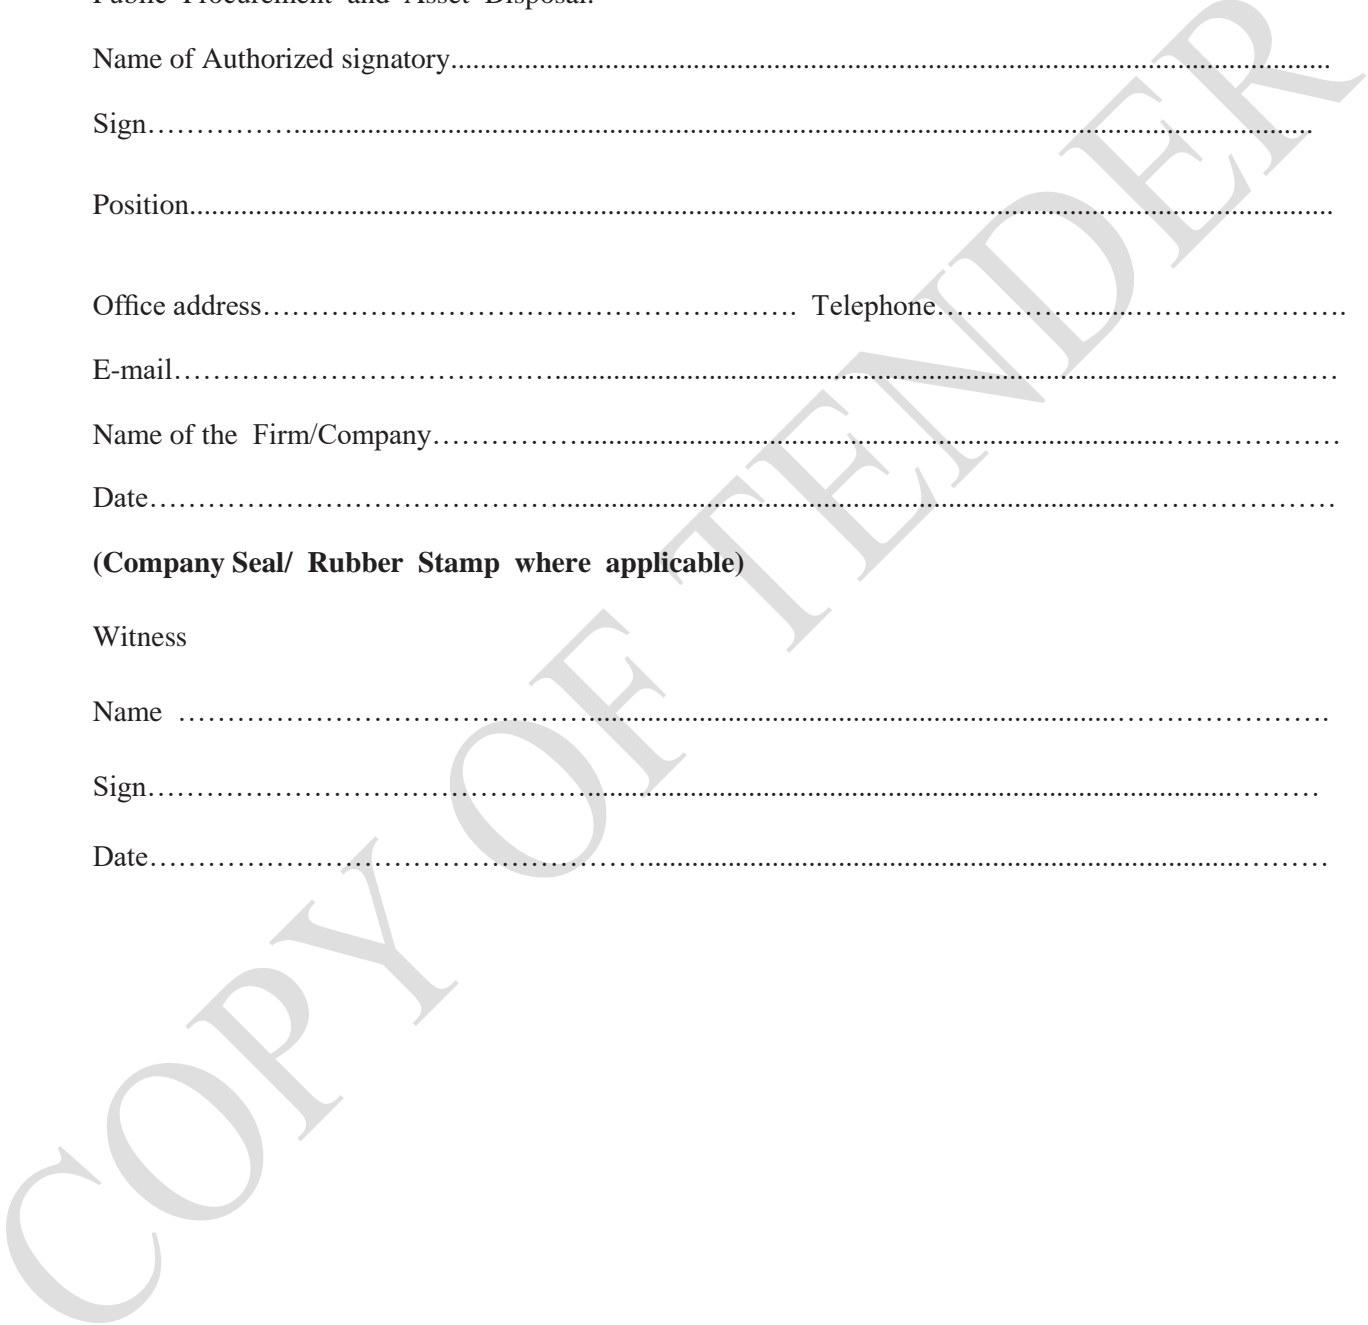 Public Procurement and Asset Disposal.
Name of Authorized signatory..........................................................................................................................
Sign……………............................................................................................................................................
Position.............................................................................................................................................................
Office address………………………………………………. Telephone……………......…………………….
E-mail…………………………………........................................................................................……………
Name of the Firm/Company……………................................................................................………………
Date……………………………………..............................................................................…………………
(Company Seal/ Rubber Stamp where applicable)
Witness
Name ……………………………………........................................................................………………….
Sign……………………………………….........................................................................................………
Date……………………………………………..................................................................................………
COPY OF TENDER